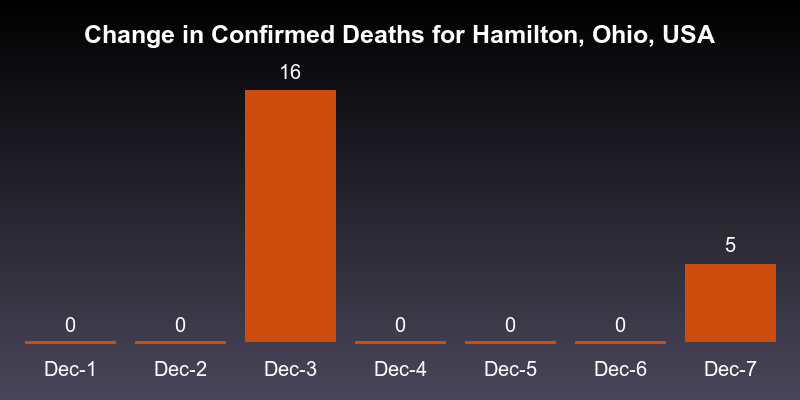 Change in Confirmed Deaths for Hamilton, Ohio, USA
16
5
0 0 0 0 0
Dec-1 Dec-2 Dec-3 Dec-4 Dec-5 Dec-6 Dec-7